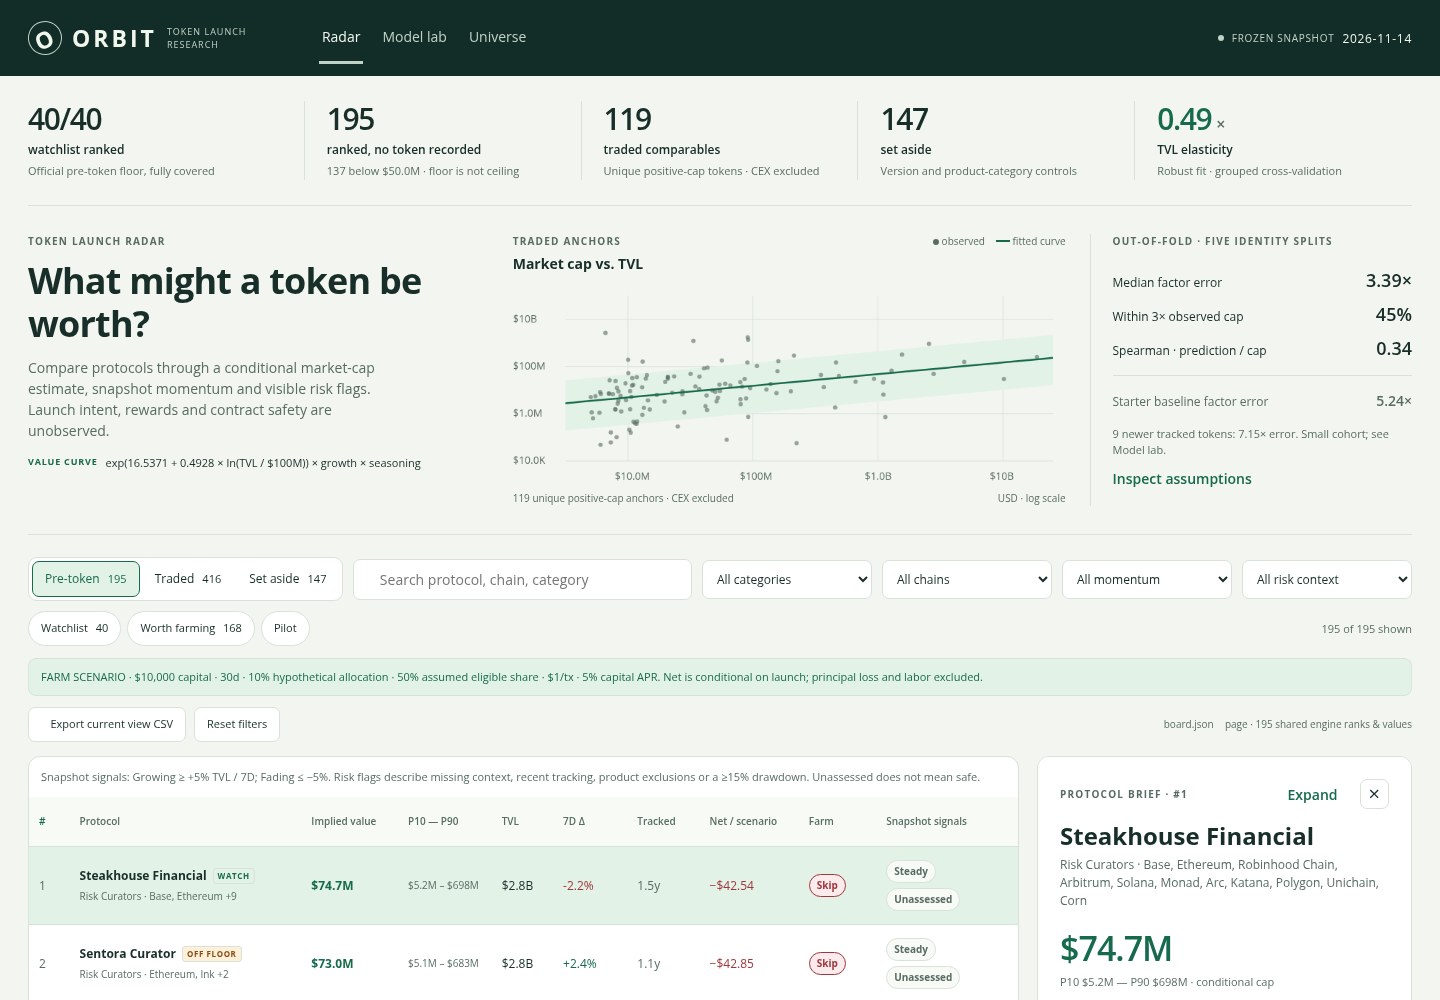 ORBIT
TOKEN LAUNCH
RESEARCH
Radar
Model lab
Universe
FROZEN SNAPSHOT 2026-11-14
40/40
watchlist ranked
Official pre-token floor, fully covered
195
ranked, no token recorded
137 below $50.0M · floor is not ceiling
119
traded comparables
Unique positive-cap tokens · CEX excluded
147
set aside
Version and product-category controls
0.49 ×
TVL elasticity
Robust fit · grouped cross-validation
TOKEN LAUNCH RADAR
What might a token be
worth?
Compare protocols through a conditional market-cap
estimate, snapshot momentum and visible risk flags.
Launch intent, rewards and contract safety are
unobserved.
VALUE CURVE exp(16.5371 + 0.4928 × ln(TVL / $100M)) × growth × seasoning
TRADED ANCHORS
observed
fitted curve
Market cap vs. TVL
$10B
$100M
$1.0M
$10.0K
$10.0M
$100M
$1.0B
$10B
119 unique positive-cap anchors · CEX excluded
USD · log scale
OUT-OF-FOLD · FIVE IDENTITY SPLITS
Median factor error 3.39×
Within 3× observed cap 45%
Spearman · prediction / cap 0.34
Starter baseline factor error 5.24×
9 newer tracked tokens: 7.15× error. Small cohort; see
Model lab.
Inspect assumptions
Pre-token 195
Traded 416
Set aside 147
Search protocol, chain, category
All categories
All chains
All momentum
All risk context
Watchlist 40
Worth farming 168
Pilot
195 of 195 shown
FARM SCENARIO · $10,000 capital · 30d · 10% hypothetical allocation · 50% assumed eligible share · $1/tx · 5% capital APR. Net is conditional on launch; principal loss and labor excluded.
Export current view CSV
Reset filters
board.json
page · 195 shared engine ranks & values
Snapshot signals: Growing ≥ +5% TVL / 7D; Fading ≤ −5%. Risk flags describe missing context, recent tracking, product exclusions or a ≥15% drawdown. Unassessed does not mean safe.
# Protocol Implied value P10 — P90 TVL 7D Δ Tracked Net / scenario Farm Snapshot signals
1 Steakhouse Financial WATCH $74.7M $5.2M – $698M $2.8B -2.2% 1.5y −$42.54 Skip Steady
Risk Curators · Base, Ethereum +9 Unassessed
2 Sentora Curator OFF FLOOR $73.0M $5.1M – $683M $2.8B +2.4% 1.1y −$42.85 Skip Steady
Risk Curators · Ethereum, Ink +2 Unassessed
PROTOCOL BRIEF · #1
Expand
×
Steakhouse Financial
Risk Curators · Base, Ethereum, Robinhood Chain,
Arbitrum, Solana, Monad, Arc, Katana, Polygon, Unichain,
Corn
$74.7M
P10 $5.2M — P90 $698M · conditional cap